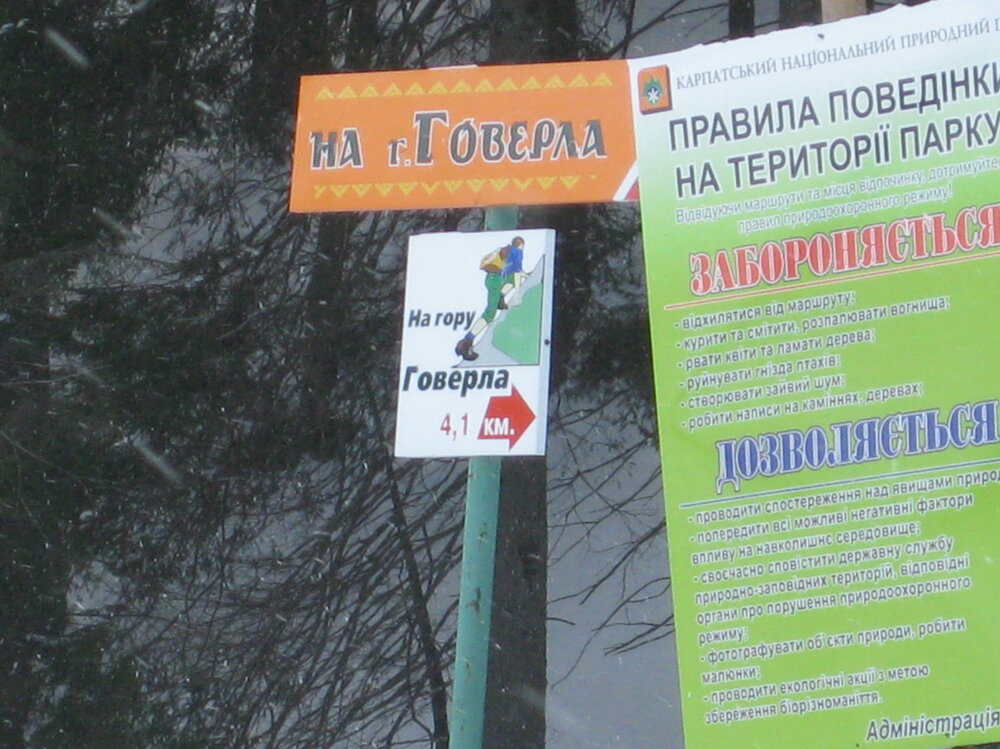 на г. Говерла
На гору
Говерла
4,1 км.
КАРПАТСЬКИЙ НАЦІОНАЛЬНИЙ ПРИРОДНИЙ
ПРАВИЛА ПОВЕДІНКИ
НА ТЕРИТОРІЇ ПАРКУ
Відвідуючи маршрути та місця відпочинку, дотримуйте
правил природоохоронного режиму!
ЗАБОРОНЯЄТЬСЯ
- відхилятися від маршруту;
- курити та смітити, розпалювати вогнища;
- рвати квіти та ламати дерева;
- руйнувати гнізда птахів;
- створювати зайвий шум;
- робити написи на каміннях, деревах;
ДОЗВОЛЯЄТЬСЯ
- проводити спостереження над явищами природ
- попередити всі можливі негативні фактори
впливу на навколишнє середовище;
- своєчасно сповістити державну службу
природно-заповідних територій, відповідні
органи про порушення природоохоронного
режиму;
- фотографувати об'єкти природи, робити
малюнки;
- проводити екологічні акції з метою
збереження біорізноманіття.
Адміністрація